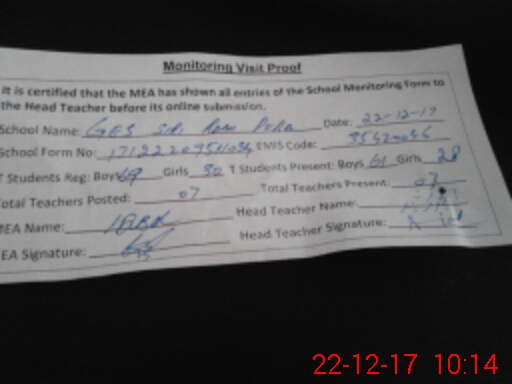 Monitoring Visit Proof
It is certified that the MEA has shown all entries of the School Monitoring Form to
the Head Teacher before its online submission.
School Name: GES Date: 22-12-17
School Form No: EMIS Code:
T Students Reg: Boys 69 Girls 30 T Students Present: Boys 61 Girls 28
Total Teachers Posted: 07 Total Teachers Present: 07
MEA Name: Head Teacher Name:
MEA Signature: Head Teacher Signature:
22-12-17 10:14